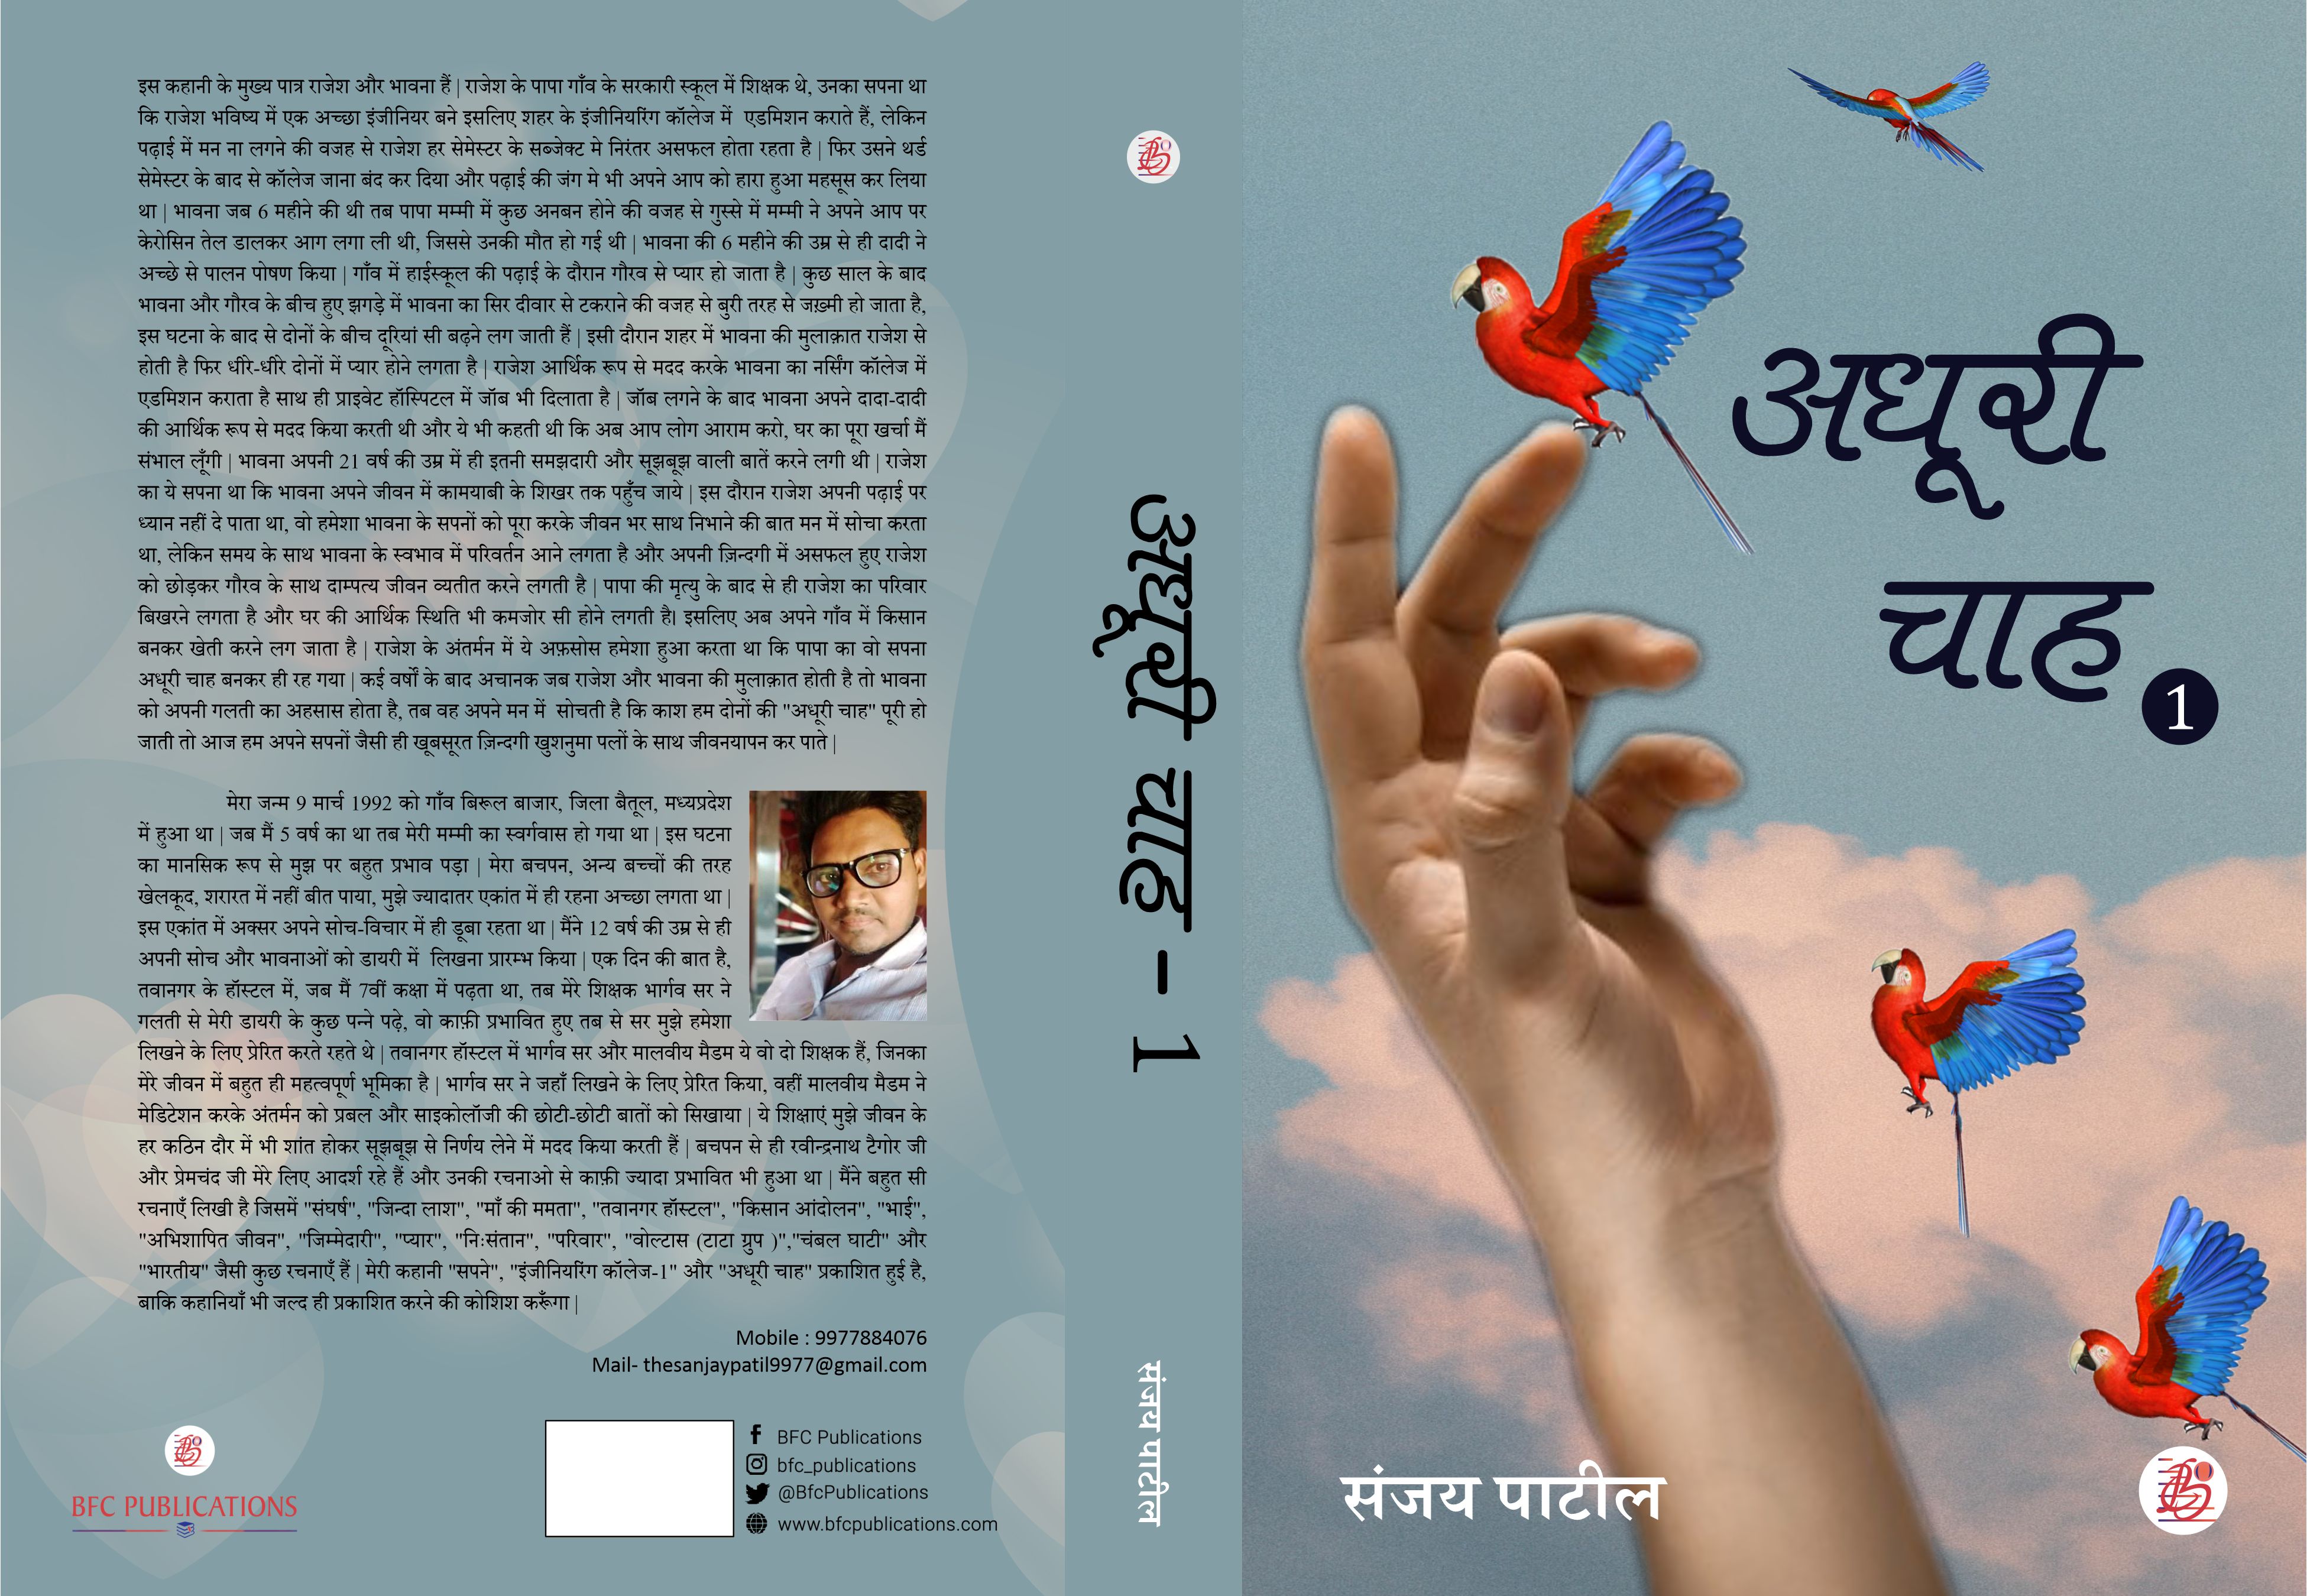 इस कहानी के मुख्य पात्र राजेश और भावना हैं | राजेश के पापा गाँव के सरकारी स्कूल में शिक्षक थे, उनका सपना था
कि राजेश भविष्य में एक अच्छा इंजीनियर बने इसलिए शहर के इंजीनियरिंग कॉलेज में एडमिशन कराते हैं, लेकिन
पढ़ाई में मन ना लगने की वजह से राजेश हर सेमेस्टर के सब्जेक्ट मे निरंतर असफल होता रहता है | फिर उसने थर्ड
सेमेस्टर के बाद से कॉलेज जाना बंद कर दिया और पढ़ाई की जंग मे भी अपने आप को हारा हुआ महसूस कर लिया
था | भावना जब 6 महीने की थी तब पापा मम्मी में कुछ अनबन होने की वजह से गुस्से में मम्मी ने अपने आप पर
केरोसिन तेल डालकर आग लगा ली थी, जिससे उनकी मौत हो गई थी | भावना की 6 महीने की उम्र से ही दादी ने
अच्छे से पालन पोषण किया | गाँव में हाईस्कूल की पढ़ाई के दौरान गौरव से प्यार हो जाता है | कुछ साल के बाद
भावना और गौरव के बीच हुए झगड़े में भावना का सिर दीवार से टकराने की वजह से बुरी तरह से जख़्मी हो जाता है,
इस घटना के बाद से दोनों के बीच दूरियां सी बढ़ने लग जाती हैं | इसी दौरान शहर में भावना की मुलाक़ात राजेश से
होती है फिर धीरे-धीरे दोनों में प्यार होने लगता है | राजेश आर्थिक रूप से मदद करके भावना का नर्सिंग कॉलेज में
एडमिशन कराता है साथ ही प्राइवेट हॉस्पिटल में जॉब भी दिलाता है | जॉब लगने के बाद भावना अपने दादा-दादी
की आर्थिक रूप से मदद किया करती थी और ये भी कहती थी कि अब आप लोग आराम करो, घर का पूरा खर्चा मैं
संभाल लूँगी | भावना अपनी 21 वर्ष की उम्र में ही इतनी समझदारी और सूझबूझ वाली बातें करने लगी थी | राजेश
का ये सपना था कि भावना अपने जीवन में कामयाबी के शिखर तक पहुँच जाये | इस दौरान राजेश अपनी पढ़ाई पर
ध्यान नहीं दे पाता था, वो हमेशा भावना के सपनों को पूरा करके जीवन भर साथ निभाने की बात मन में सोचा करता
था, लेकिन समय के साथ भावना के स्वभाव में परिवर्तन आने लगता है और अपनी ज़िन्दगी में असफल हुए राजेश
को छोड़कर गौरव के साथ दाम्पत्य जीवन व्यतीत करने लगती है | पापा की मृत्यु के बाद से ही राजेश का परिवार
बिखरने लगता है और घर की आर्थिक स्थिति भी कमजोर सी होने लगती है। इसलिए अब अपने गाँव में किसान
बनकर खेती करने लग जाता है | राजेश के अंतर्मन में ये अफ़सोस हमेशा हुआ करता था कि पापा का वो सपना
अधूरी चाह बनकर ही रह गया | कई वर्षों के बाद अचानक जब राजेश और भावना की मुलाक़ात होती है तो भावना
को अपनी गलती का अहसास होता है, तब वह अपने मन में सोचती है कि काश हम दोनों की "अधूरी चाह" पूरी हो
जाती तो आज हम अपने सपनों जैसी ही खूबसूरत ज़िन्दगी खुशनुमा पलों के साथ जीवनयापन कर पाते |
मेरा जन्म 9 मार्च 1992 को गाँव बिरूल बाजार, जिला बैतूल, मध्यप्रदेश
में हुआ था | जब मैं 5 वर्ष का था तब मेरी मम्मी का स्वर्गवास हो गया था | इस घटना
का मानसिक रूप से मुझ पर बहुत प्रभाव पड़ा | मेरा बचपन, अन्य बच्चों की तरह
खेलकूद, शरारत में नहीं बीत पाया, मुझे ज्यादातर एकांत में ही रहना अच्छा लगता था |
इस एकांत में अक्सर अपने सोच-विचार में ही डूबा रहता था | मैंने 12 वर्ष की उम्र से ही
अपनी सोच और भावनाओं को डायरी में लिखना प्रारम्भ किया | एक दिन की बात है,
तवानगर के हॉस्टल में, जब मैं 7वीं कक्षा में पढ़ता था, तब मेरे शिक्षक भार्गव सर ने
गलती से मेरी डायरी के कुछ पन्ने पढ़े, वो काफ़ी प्रभावित हुए तब से सर मुझे हमेशा
लिखने के लिए प्रेरित करते रहते थे | तवानगर हॉस्टल में भार्गव सर और मालवीय मैडम ये वो दो शिक्षक हैं, जिनका
मेरे जीवन में बहुत ही महत्वपूर्ण भूमिका है | भार्गव सर ने जहाँ लिखने के लिए प्रेरित किया, वहीं मालवीय मैडम ने
मेडिटेशन करके अंतर्मन को प्रबल और साइकोलॉजी की छोटी-छोटी बातों को सिखाया | ये शिक्षाएं मुझे जीवन के
हर कठिन दौर में भी शांत होकर सूझबूझ से निर्णय लेने में मदद किया करती हैं | बचपन से ही रवीन्द्रनाथ टैगोर जी
और प्रेमचंद जी मेरे लिए आदर्श रहे हैं और उनकी रचनाओ से काफ़ी ज्यादा प्रभावित भी हुआ था | मैंने बहुत सी
रचनाएँ लिखी है जिसमें "संघर्ष", "जिन्दा लाश", "माँ की ममता", "तवानगर हॉस्टल", "किसान आंदोलन", "भाई",
"अभिशापित जीवन", "जिम्मेदारी", "प्यार", "निःसंतान", "परिवार", "वोल्टास (टाटा ग्रुप )","चंबल घाटी" और
"भारतीय" जैसी कुछ रचनाएँ हैं | मेरी कहानी "सपने", "इंजीनियरिंग कॉलेज-1" और "अधूरी चाह" प्रकाशित हुई है,
बाकि कहानियाँ भी जल्द ही प्रकाशित करने की कोशिश करूँगा |
Mobile : 9977884076
Mail- thesanjaypatil9977@gmail.com
BFC PUBLICATIONS
BFC Publications
bfc_publications
@BfcPublications
www.bfcpublications.com
अधूरी चाह - 1
संजय पाटील
अधूरी
चाह
1
संजय पाटील